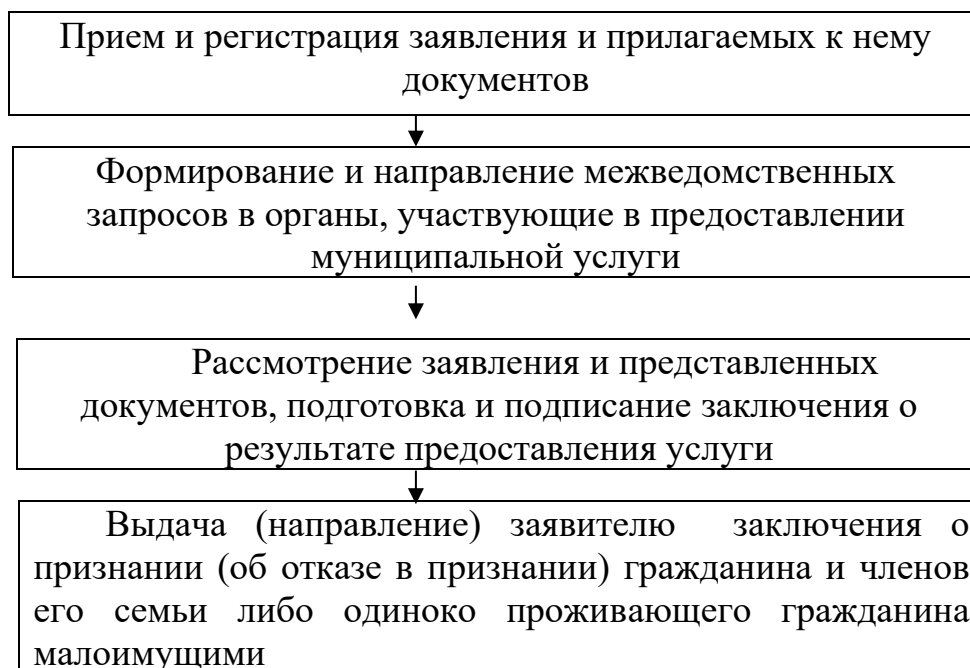 Прием и регистрация заявления и прилагаемых к нему
документов
Формирование и направление межведомственных
запросов в органы, участвующие в предоставлении
муниципальной услуги
Рассмотрение заявления и представленных
документов, подготовка и подписание заключения о
результате предоставления услуги
Выдача (направление) заявителю заключения о
признании (об отказе в признании) гражданина и членов
его семьи либо одиноко проживающего гражданина
малоимущими